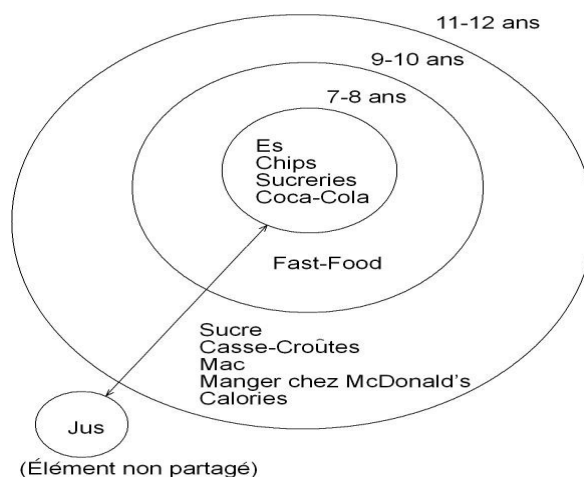 11-12 ans
9-10 ans
7-8 ans
Es
Chips
Sucreries
Coca-Cola
Fast-Food
Sucre
Casse-Croûtes
Mac
Manger chez McDonald's
Calories
Jus
(Élément non partagé)